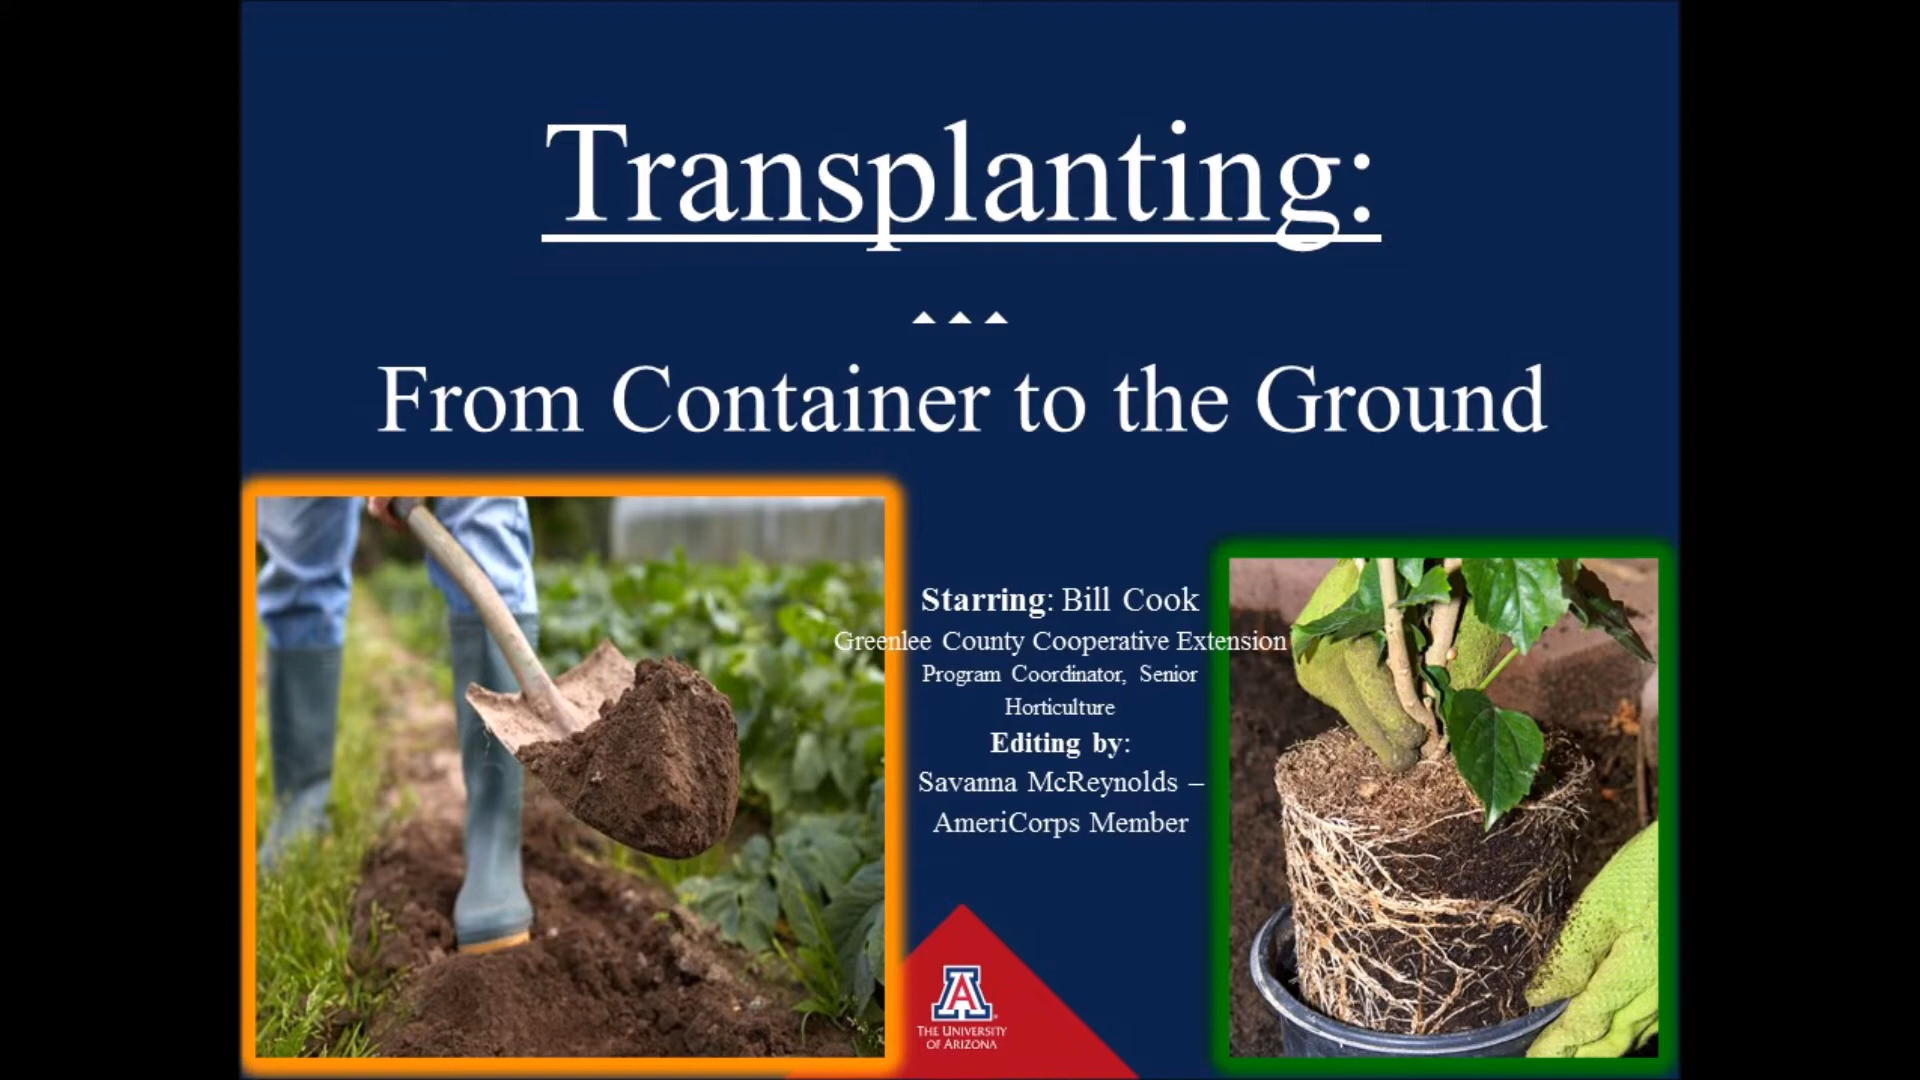 Transplanting:
From Container to the Ground
Starring: Bill Cook
Greenlee County Cooperative Extension
Program Coordinator, Senior
Horticulture
Editing by:
Savanna McReynolds –
AmeriCorps Member
A
THE UNIVERSITY
OF ARIZONA